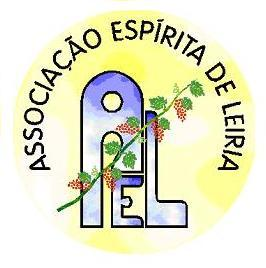 ASSOCIAÇÃO ESPÍRITA DE LEIRIA
AEL